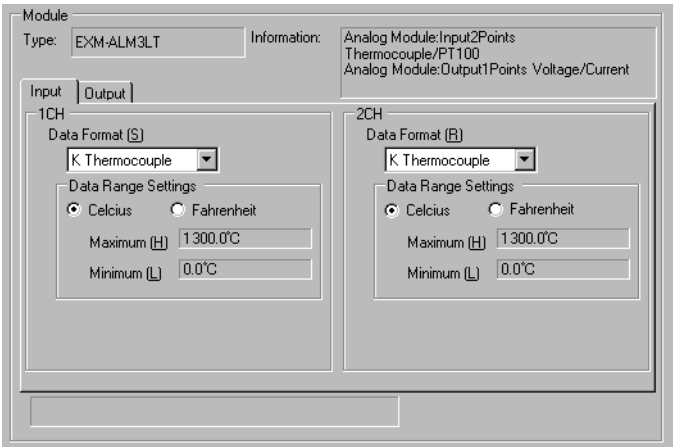 Module
Type: EXM-ALM3LT Information: Analog Module:Input2Points
Thermocouple/PT100
Analog Module:Output1Points Voltage/Current
Input Output
1CH 2CH
Data Format (S) Data Format (R)
K Thermocouple K Thermocouple
Data Range Settings Data Range Settings
Celcius Fahrenheit Celcius Fahrenheit
Maximum (H) 1300.0°C Maximum (H) 1300.0°C
Minimum (L) 0.0°C Minimum (L) 0.0°C